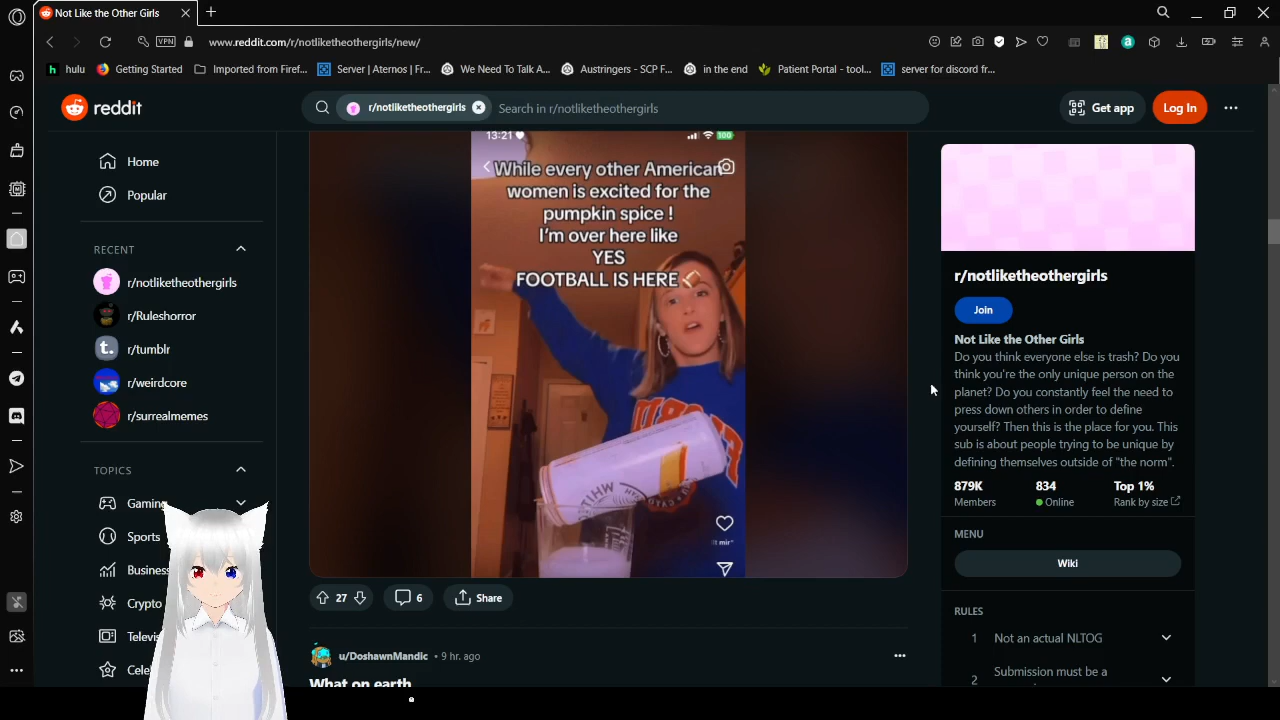 Not Like the Other Girls
VPN
www.reddit.com/r/notliketheothergirls/new/
h hulu
Getting Started
Imported from Firef...
Server | Aternos | Fr...
We Need To Talk A...
Austringers - SCP F...
in the end
Patient Portal - tool...
server for discord fr...
reddit
r/notliketheothergirls
Search in r/notliketheothergirls
Get app
Log In
Home
Popular
RECENT
r/notliketheothergirls
r/Ruleshorror
t. r/tumblr
r/weirdcore
r/surrealmemes
TOPICS
Gaming
Sports
Business
Crypto
Televi
Cele
13:21
100
While every other American
women is excited for the
pumpkin spice !
I'm over here like
YES
FOOTBALL IS HERE
27
6
Share
u/DoshawnMandic • 9 hr. ago
What on earth
r/notliketheothergirls
Join
Not Like the Other Girls
Do you think everyone else is trash? Do you
think you're the only unique person on the
planet? Do you constantly feel the need to
press down others in order to define
yourself? Then this is the place for you. This
sub is about people trying to be unique by
defining themselves outside of "the norm".
879K 834 Top 1%
Members Online Rank by size
MENU
Wiki
RULES
1 Not an actual NLTOG
2 Submission must be a